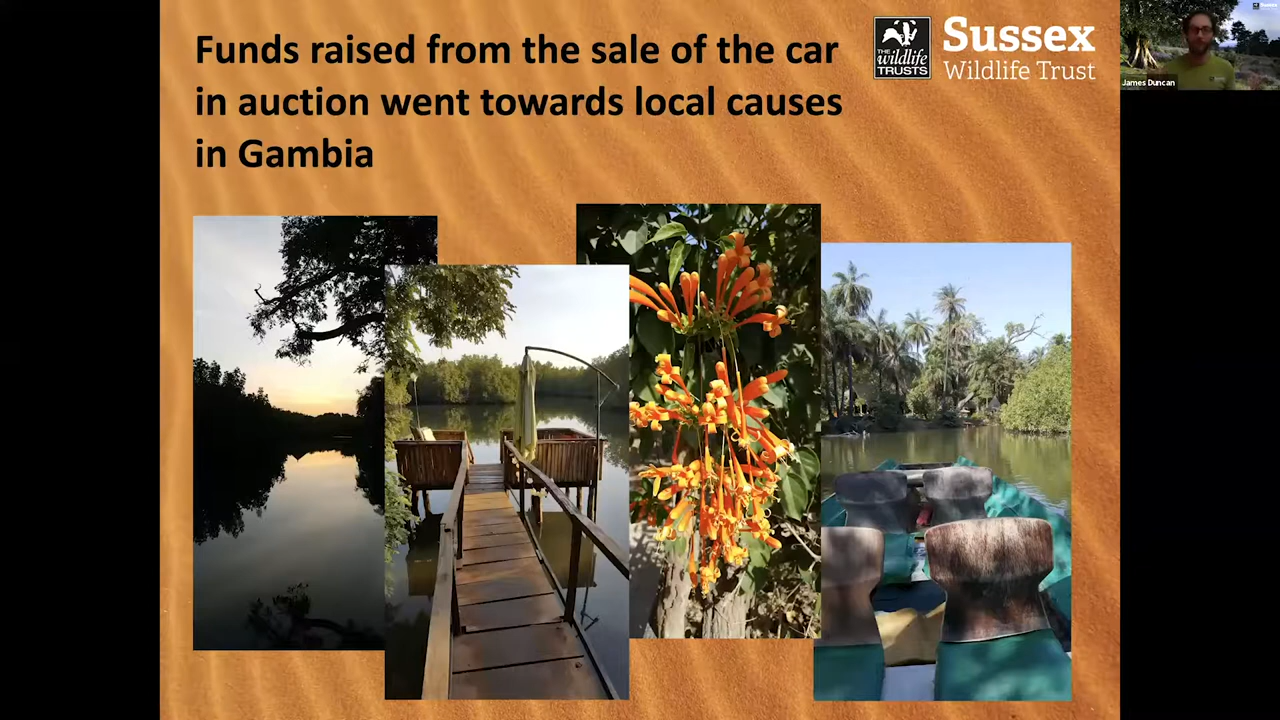 Funds raised from the sale of the car
in auction went towards local causes
in Gambia
THE
wildlife
TRUSTS
Sussex
Wildlife Trust
James Duncan